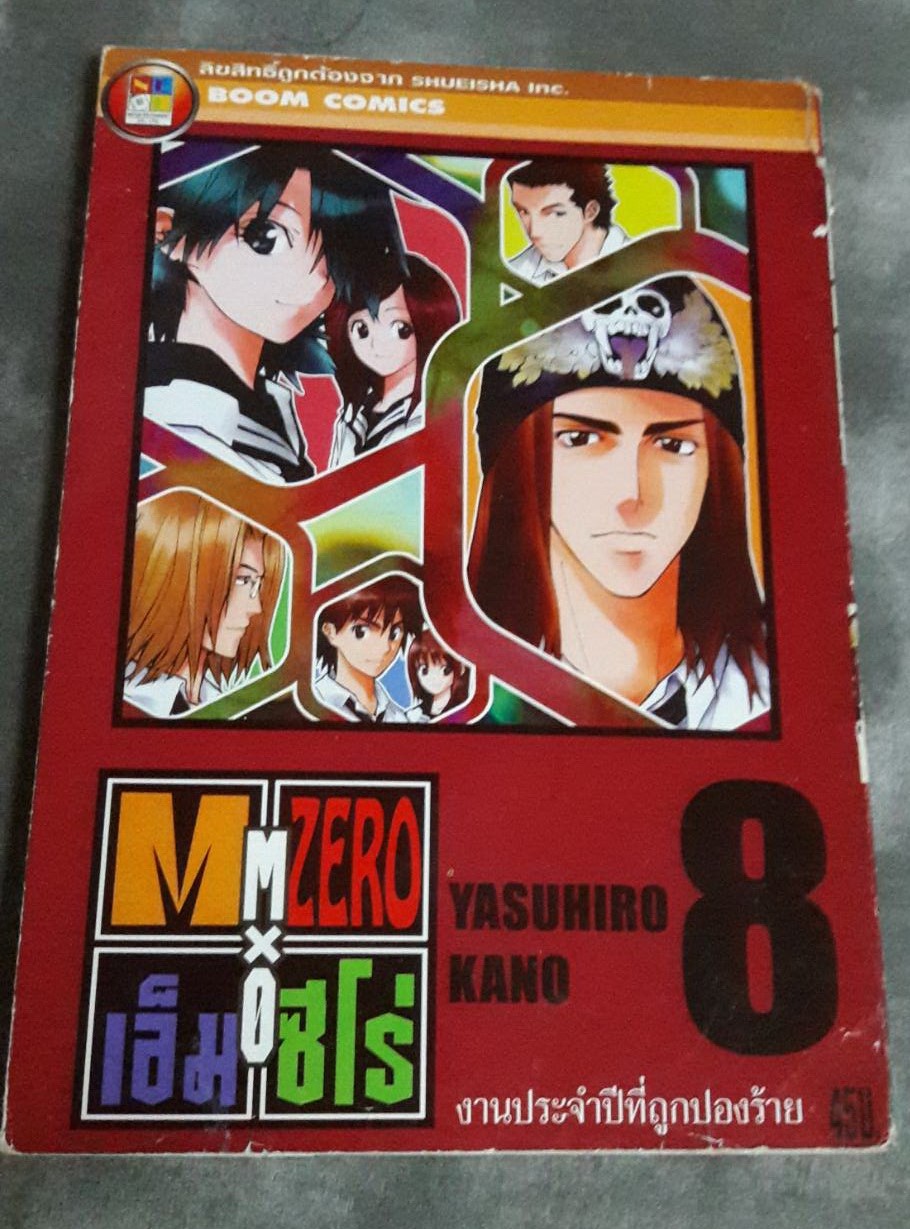 ลิขสิทธิ์ถูกต้องจาก SHUEISHA Inc.
BOOM COMICS
M ZERO
M×0
เอ็ม ซีโร่
YASUHIRO
KANO
8
งานประจำปีที่ถูกปองร้าย